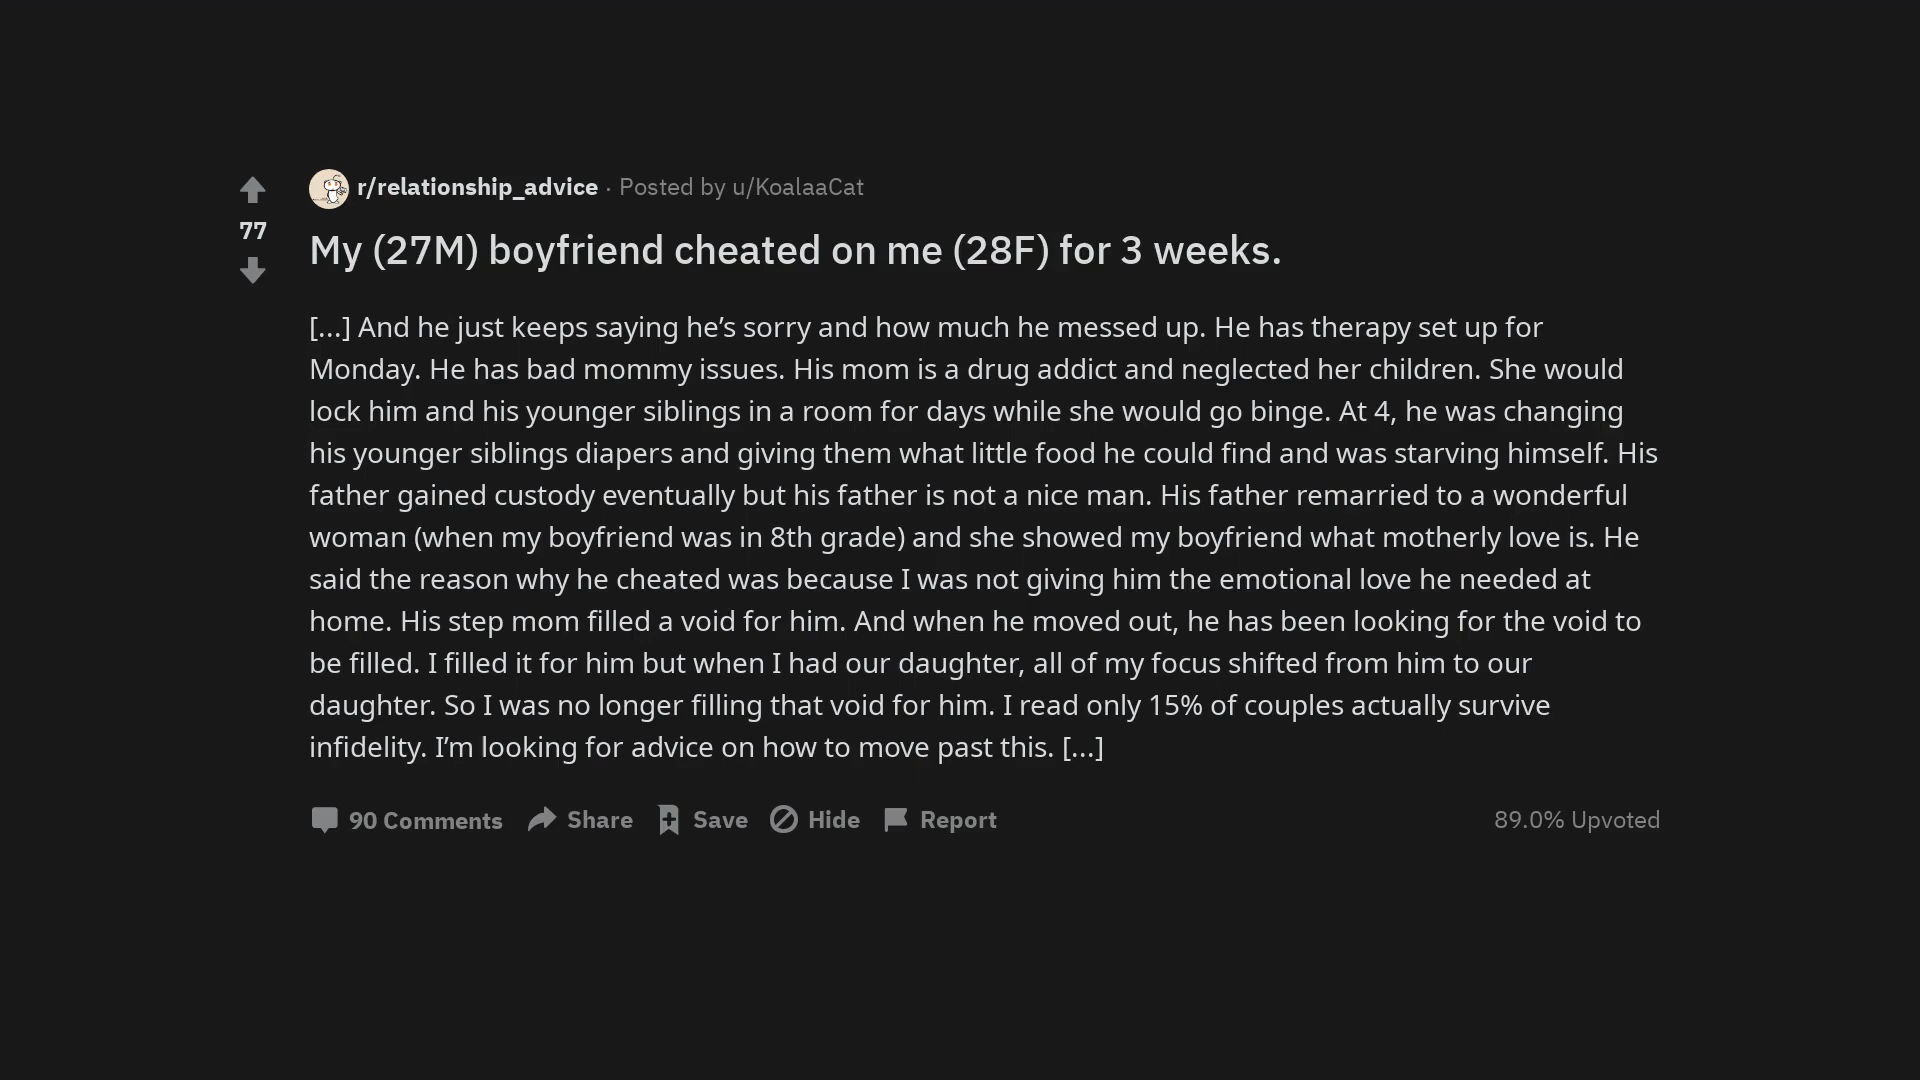 r/relationship_advice · Posted by u/KoalaaCat
77
My (27M) boyfriend cheated on me (28F) for 3 weeks.
[...] And he just keeps saying he’s sorry and how much he messed up. He has therapy set up for
Monday. He has bad mommy issues. His mom is a drug addict and neglected her children. She would
lock him and his younger siblings in a room for days while she would go binge. At 4, he was changing
his younger siblings diapers and giving them what little food he could find and was starving himself. His
father gained custody eventually but his father is not a nice man. His father remarried to a wonderful
woman (when my boyfriend was in 8th grade) and she showed my boyfriend what motherly love is. He
said the reason why he cheated was because I was not giving him the emotional love he needed at
home. His step mom filled a void for him. And when he moved out, he has been looking for the void to
be filled. I filled it for him but when I had our daughter, all of my focus shifted from him to our
daughter. So I was no longer filling that void for him. I read only 15% of couples actually survive
infidelity. I’m looking for advice on how to move past this. [...]
90 Comments Share Save Hide Report 89.0% Upvoted